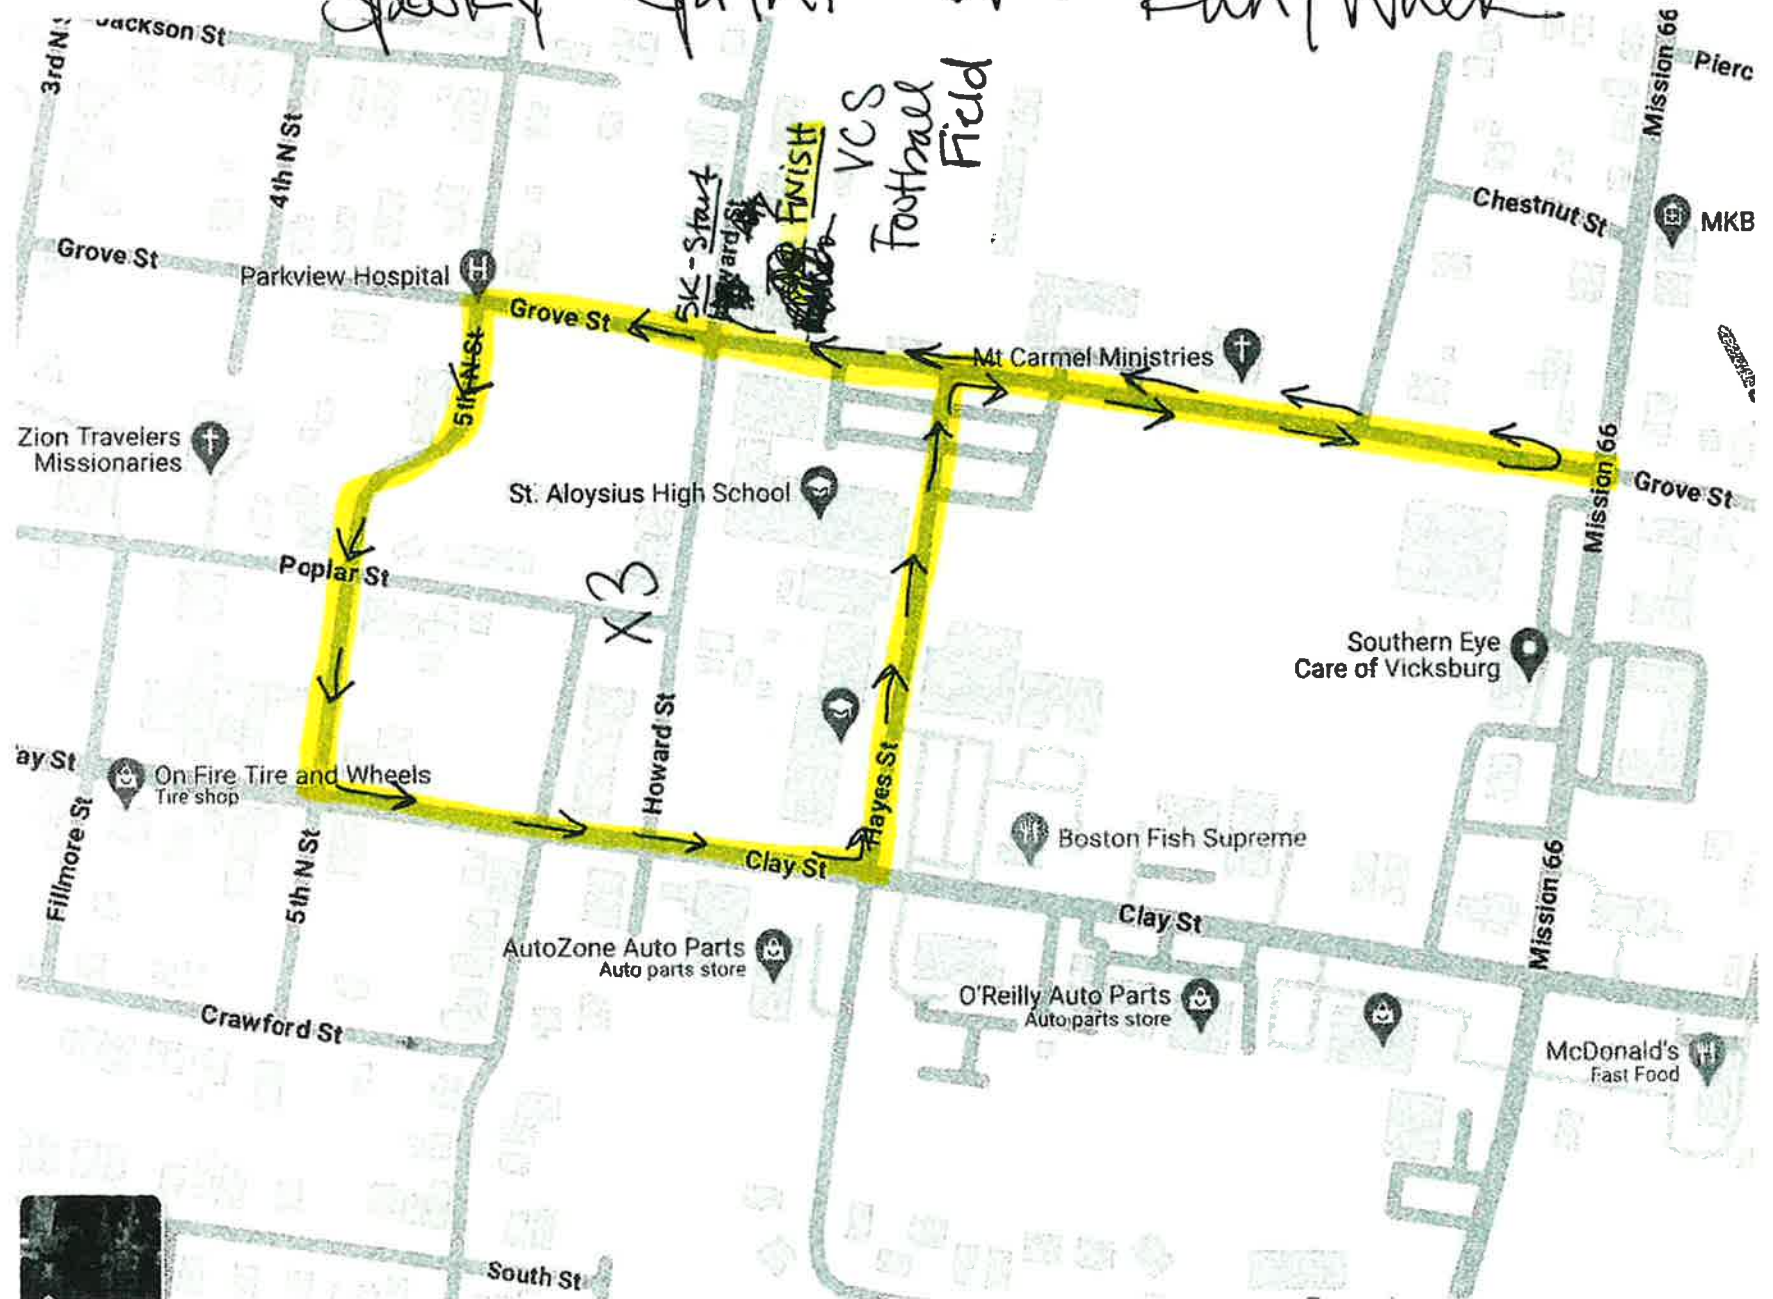 Spooky
Run/Walk
Jackson St
3rd N S
4th N St
Mission 66
Pierc
5K-Start
FINISH
VCS
Football
Field
Chestnut St
MKB
Grove St
Parkview Hospital
Grove St
Mt Carmel Ministries
5th N St
Zion Travelers
Missionaries
St. Aloysius High School
Mission 66
Grove St
Poplar St
X3
Southern Eye
Care of Vicksburg
ay St
On Fire Tire and Wheels
Tire shop
Howard St
Hayes St
Fillmore St
5th N St
Clay St
Boston Fish Supreme
Mission 66
Clay St
AutoZone Auto Parts
Auto parts store
O'Reilly Auto Parts
Auto parts store
Crawford St
McDonald's
Fast Food
South St